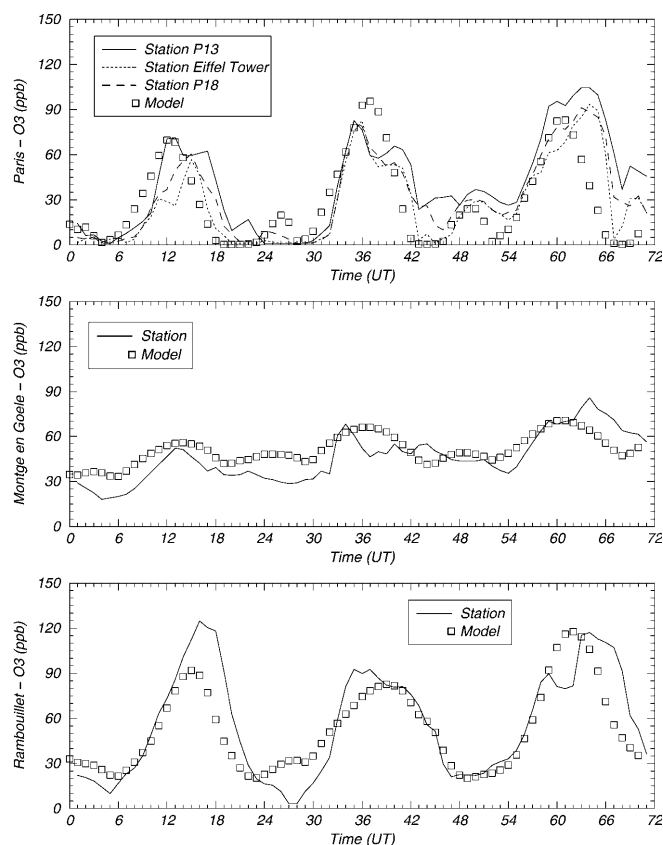 150
120
90
60
30
0
Paris - O3 (ppb)
Station P13
Station Eiffel Tower
Station P18
Model
0 6 12 18 24 30 36 42 48 54 60 66 72
Time (UT)
150
120
90
60
30
0
Montge en Goele - O3 (ppb)
Station
Model
0 6 12 18 24 30 36 42 48 54 60 66 72
Time (UT)
150
120
90
60
30
0
Rambouillet - O3 (ppb)
Station
Model
0 6 12 18 24 30 36 42 48 54 60 66 72
Time (UT)